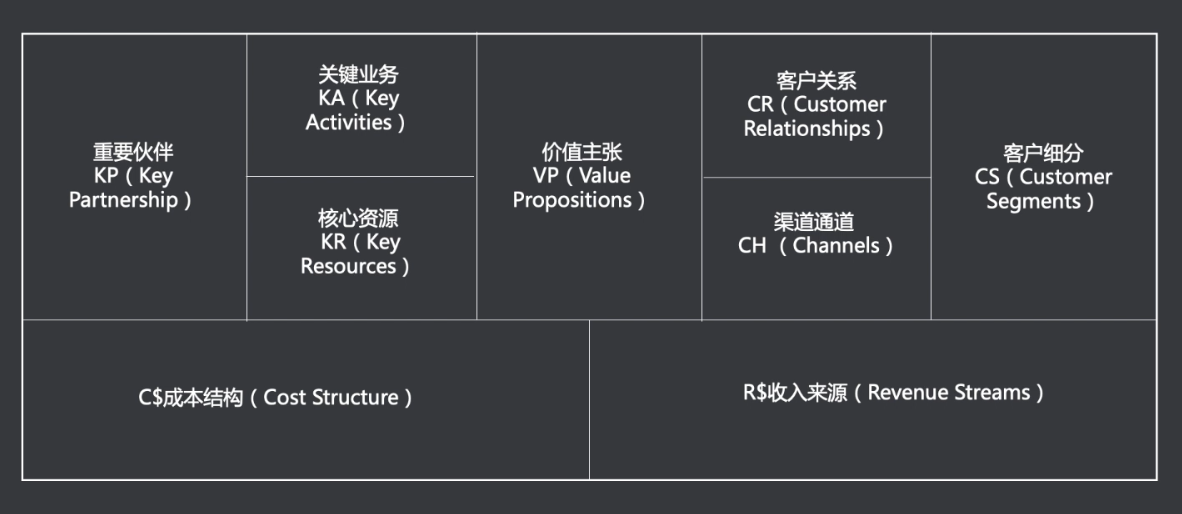 重要伙伴
KP（Key
Partnership）
关键业务
KA（Key
Activities）
核心资源
KR（Key
Resources）
价值主张
VP（Value
Propositions）
客户关系
CR（Customer
Relationships）
渠道通道
CH （Channels）
客户细分
CS（Customer
Segments）
C$成本结构（Cost Structure）
R$收入来源（Revenue Streams）